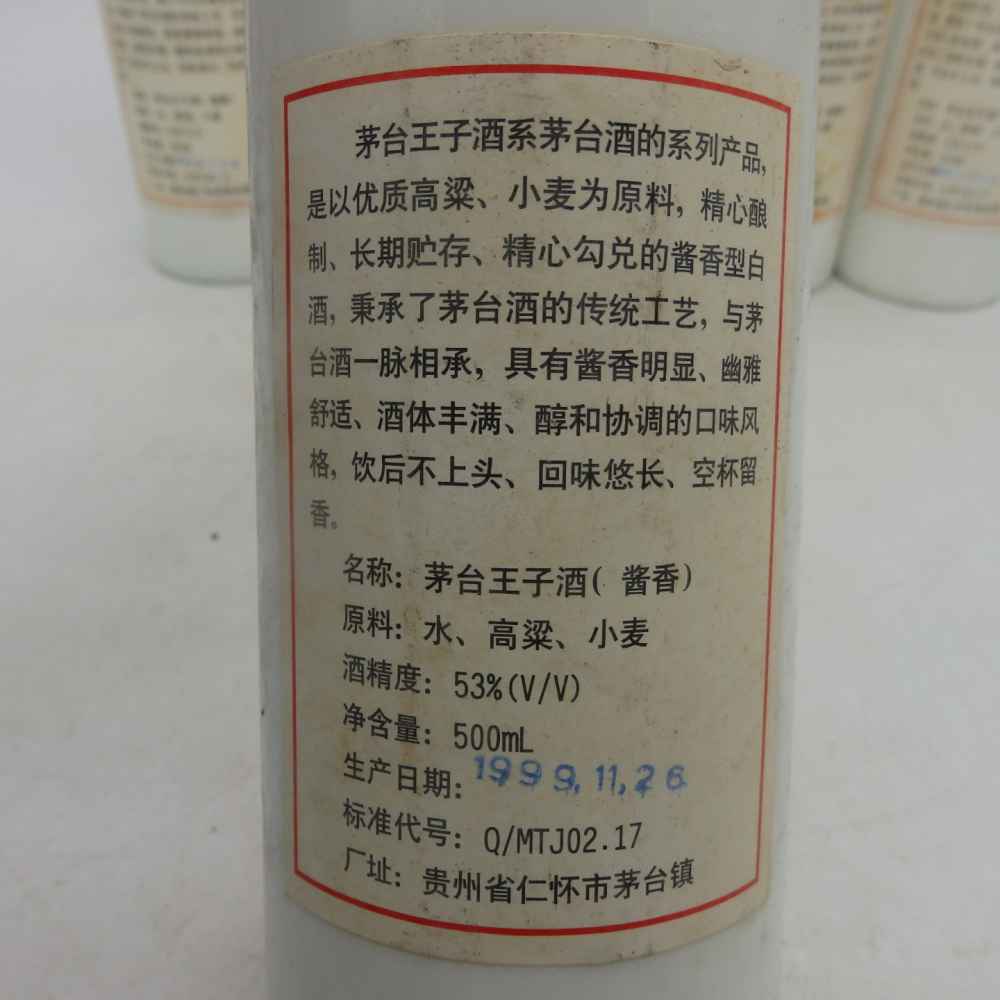 茅台王子酒系茅台酒的系列产品,
是以优质高粱、小麦为原料,精心酿
制、长期贮存、精心勾兑的酱香型白
酒,秉承了茅台酒的传统工艺,与茅
台酒一脉相承,具有酱香明显、幽雅
舒适、酒体丰满、醇和协调的口味风
格,饮后不上头、回味悠长、空杯留
香。
名称:茅台王子酒(酱香)
原料:水、高粱、小麦
酒精度:53%(V/V)
净含量:500mL
生产日期:1999.11.26
标准代号:Q/MTJ02.17
厂址:贵州省仁怀市茅台镇